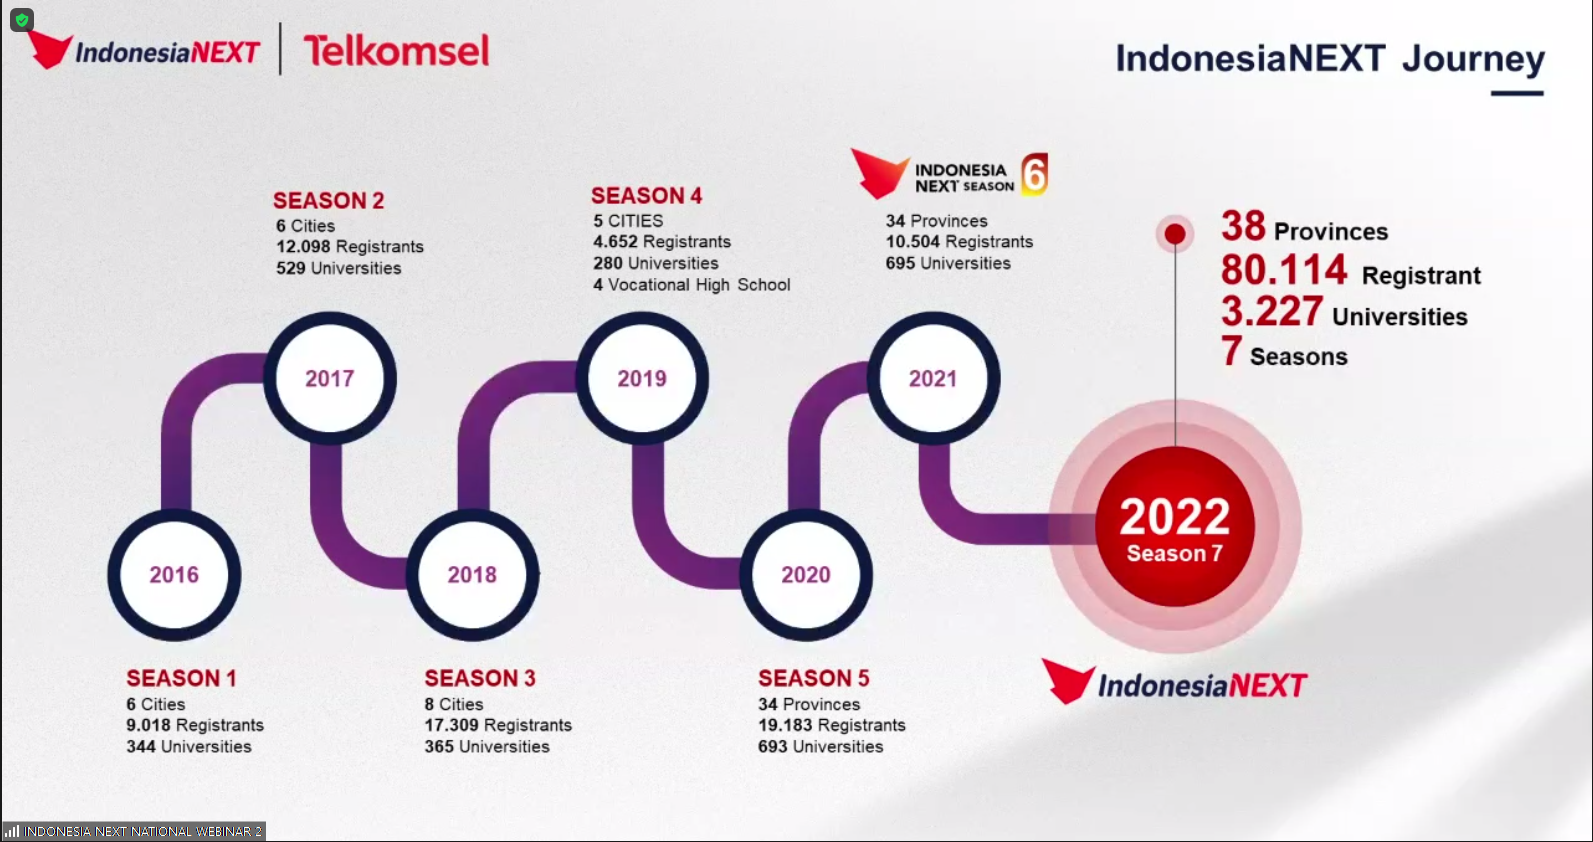 IndonesiaNEXT | Telkomsel
IndonesiaNEXT Journey
SEASON 2
6 Cities
12.098 Registrants
529 Universities
SEASON 4
5 CITIES
4.652 Registrants
280 Universities
4 Vocational High School
INDONESIA
NEXT SEASON 6
34 Provinces
10.504 Registrants
695 Universities
38 Provinces
80.114 Registrant
3.227 Universities
7 Seasons
2017
2019
2021
2016
2018
2020
2022
Season 7
SEASON 1
6 Cities
9.018 Registrants
344 Universities
SEASON 3
8 Cities
17.309 Registrants
365 Universities
SEASON 5
34 Provinces
19.183 Registrants
693 Universities
IndonesiaNEXT
INDONESIA NEXT NATIONAL WEBINAR 2